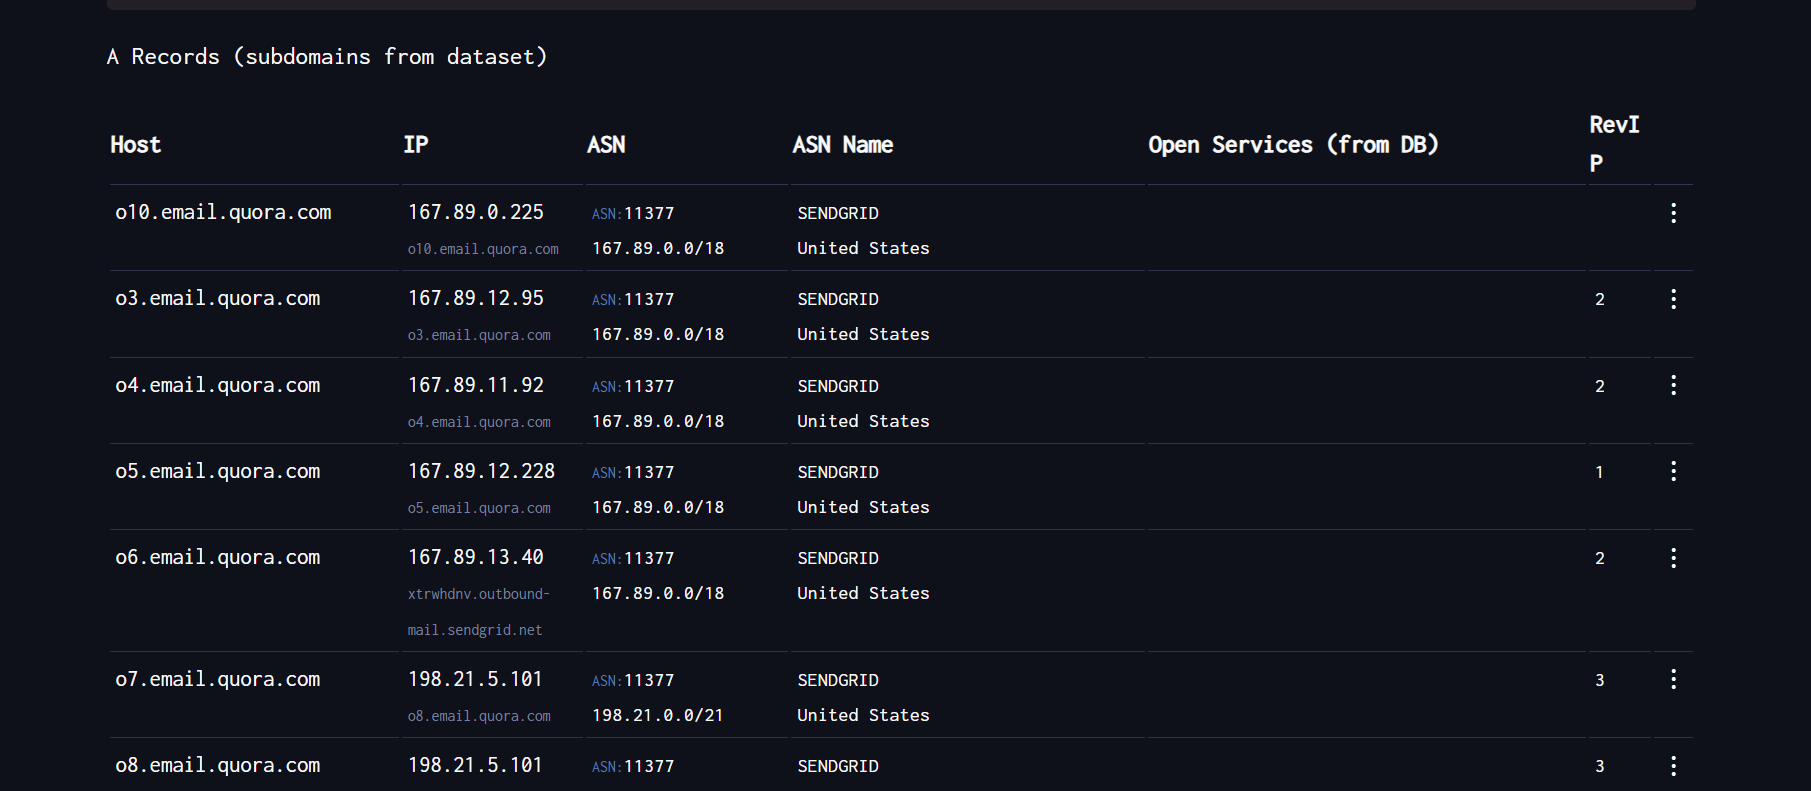 A Records (subdomains from dataset)
Host IP ASN ASN Name Open Services (from DB) RevI
P
o10.email.quora.com 167.89.0.225 ASN:11377 SENDGRID
o10.email.quora.com 167.89.0.0/18 United States
o3.email.quora.com 167.89.12.95 ASN:11377 SENDGRID 2
o3.email.quora.com 167.89.0.0/18 United States
o4.email.quora.com 167.89.11.92 ASN:11377 SENDGRID 2
o4.email.quora.com 167.89.0.0/18 United States
o5.email.quora.com 167.89.12.228 ASN:11377 SENDGRID 1
o5.email.quora.com 167.89.0.0/18 United States
o6.email.quora.com 167.89.13.40 ASN:11377 SENDGRID 2
xtrwhdnv.outbound- 167.89.0.0/18 United States
mail.sendgrid.net
o7.email.quora.com 198.21.5.101 ASN:11377 SENDGRID 3
o8.email.quora.com 198.21.0.0/21 United States
o8.email.quora.com 198.21.5.101 ASN:11377 SENDGRID 3